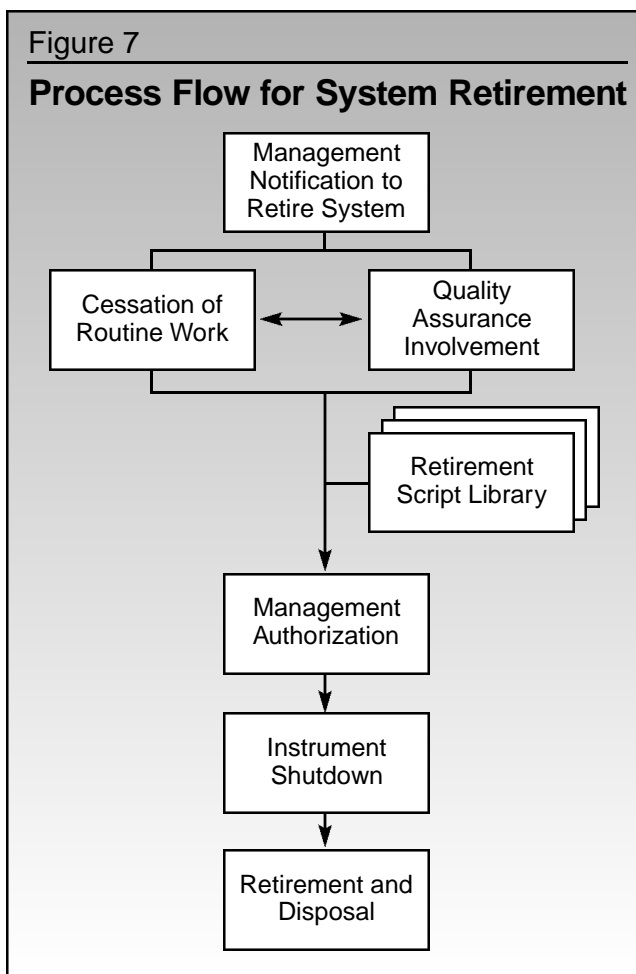 Figure 7
Process Flow for System Retirement
Management
Notification to
Retire System
Cessation of
Routine Work
Quality
Assurance
Involvement
Retirement
Script Library
Management
Authorization
Instrument
Shutdown
Retirement and
Disposal